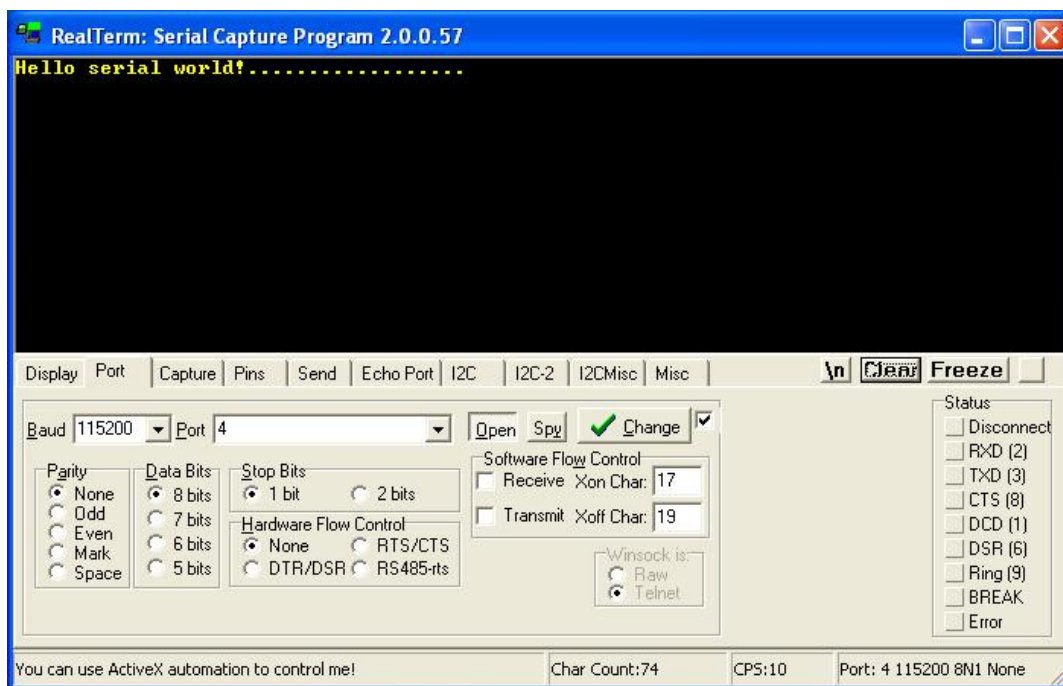 RealTerm: Serial Capture Program 2.0.0.57
Hello serial world!..................
Display Port Capture Pins Send Echo Port I2C I2C-2 I2CMisc Misc \n Clear Freeze
Baud 115200 Port 4 Open Spy Change
Parity
None
Odd
Even
Mark
Space
Data Bits
8 bits
7 bits
6 bits
5 bits
Stop Bits
1 bit 2 bits
Hardware Flow Control
None RTS/CTS
DTR/DSR RS485-rts
Software Flow Control
Receive Xon Char: 17
Transmit Xoff Char: 19
Winsock is:
Raw
Telnet
Status
Disconnect
RXD (2)
TXD (3)
CTS (8)
DCD (1)
DSR (6)
Ring (9)
BREAK
Error
You can use ActiveX automation to control me! Char Count:74 CPS:10 Port: 4 115200 8N1 None